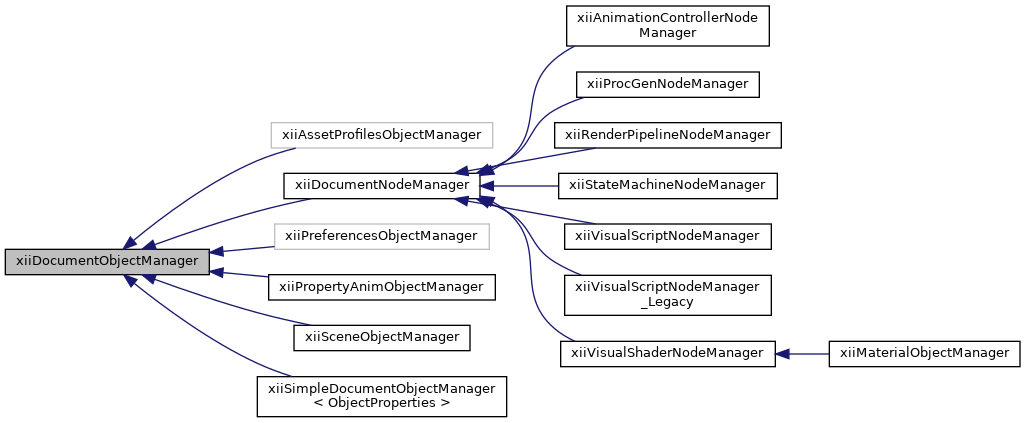 xiiAnimationControllerNode
Manager
xiiProcGenNodeManager
xiiAssetProfilesObjectManager
xiiRenderPipelineNodeManager
xiiDocumentNodeManager
xiiStateMachineNodeManager
xiiPreferencesObjectManager
xiiVisualScriptNodeManager
xiiDocumentObjectManager
xiiPropertyAnimObjectManager
xiiVisualScriptNodeManager
_Legacy
xiiSceneObjectManager
xiiVisualShaderNodeManager
xiiMaterialObjectManager
xiiSimpleDocumentObjectManager
< ObjectProperties >